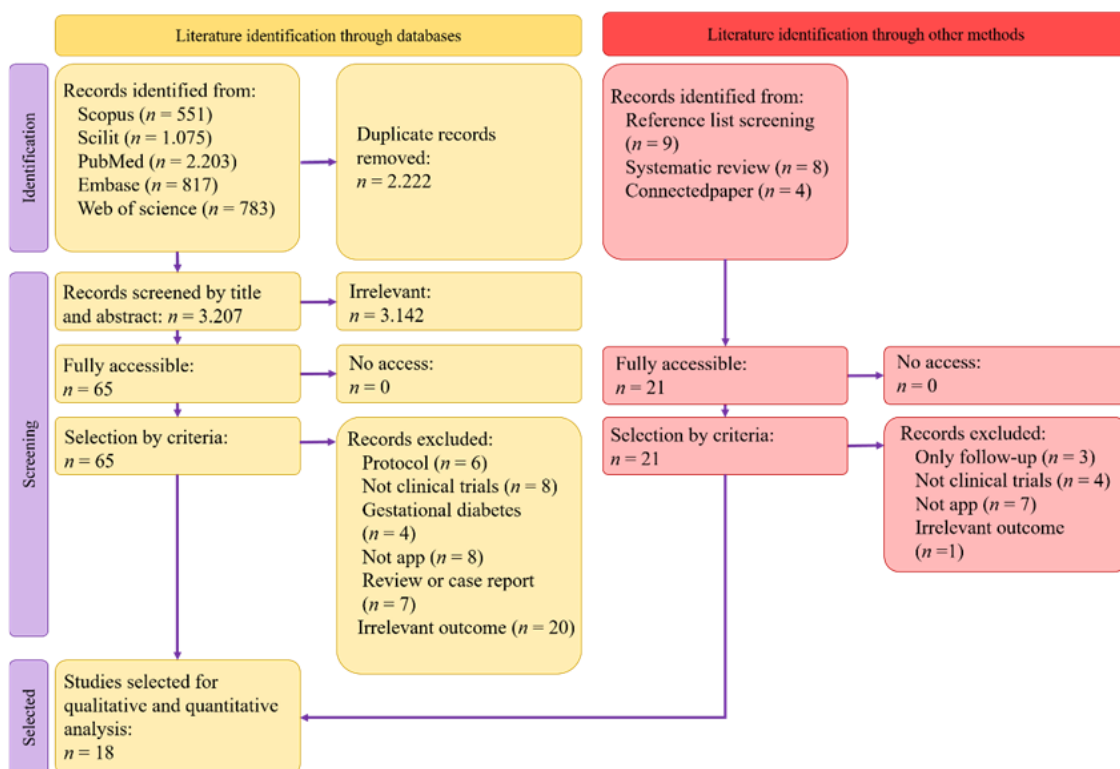 Literature identification through databases
Literature identification through other methods
Identification
Records identified from:
Scopus (n = 551)
Scilit (n = 1.075)
PubMed (n = 2.203)
Embase (n = 817)
Web of science (n = 783)
Duplicate records
removed:
n = 2.222
Records identified from:
Reference list screening
(n = 9)
Systematic review (n = 8)
Connectedpaper (n = 4)
Screening
Records screened by title
and abstract: n = 3.207
Irrelevant:
n = 3.142
Fully accessible:
n = 65
No access:
n = 0
Fully accessible:
n = 21
No access:
n = 0
Selection by criteria:
n = 65
Records excluded:
Protocol (n = 6)
Not clinical trials (n = 8)
Gestational diabetes
(n = 4)
Not app (n = 8)
Review or case report
(n = 7)
Irrelevant outcome (n = 20)
Selection by criteria:
n = 21
Records excluded:
Only follow-up (n = 3)
Not clinical trials (n = 4)
Not app (n = 7)
Irrelevant outcome
(n =1)
Selected
Studies selected for
qualitative and quantitative
analysis:
n = 18